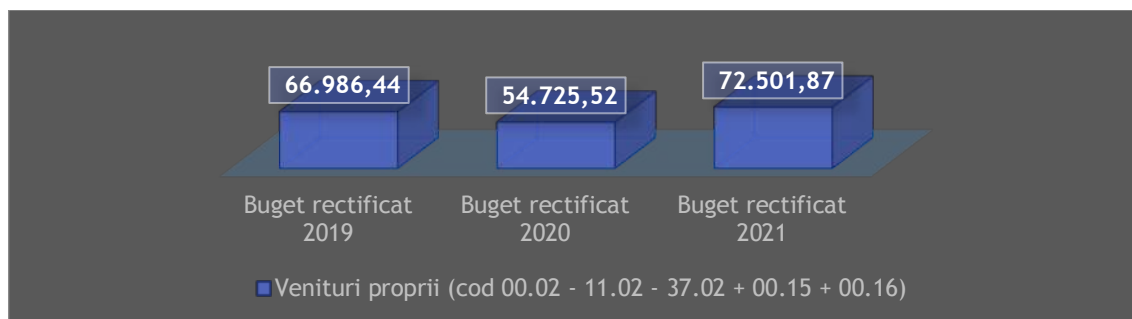 66.986,44
54.725,52
72.501,87
Buget rectificat
2019
Buget rectificat
2020
Buget rectificat
2021
Venituri proprii (cod 00.02 - 11.02 - 37.02 + 00.15 + 00.16)